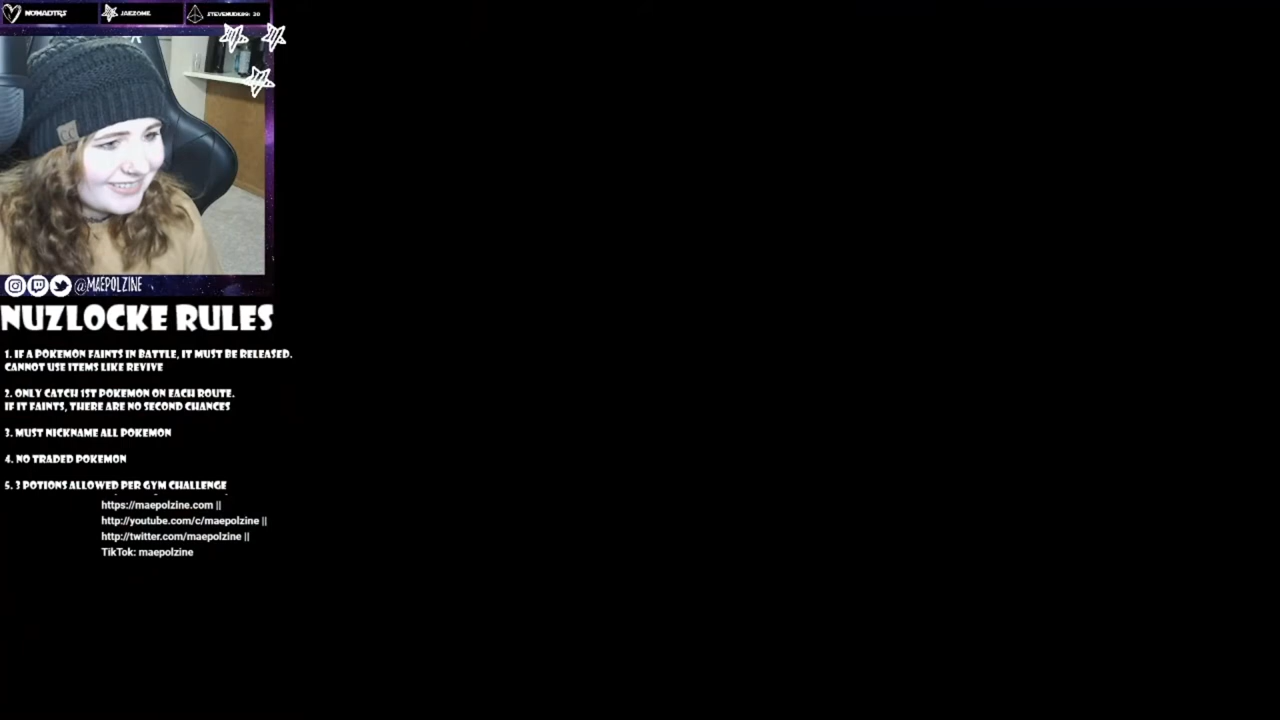 NOMADTRS
JAEZOME
@MAEPOLZINE
NUZLOCKE RULES
1. IF A POKEMON FAINTS IN BATTLE, IT MUST BE RELEASED.
CANNOT USE ITEMS LIKE REVIVE
2. ONLY CATCH 1ST POKEMON ON EACH ROUTE.
IF IT FAINTS, THERE ARE NO SECOND CHANCES
3. MUST NICKNAME ALL POKEMON
4. NO TRADED POKEMON
5. 3 POTIONS ALLOWED PER GYM CHALLENGE
https://maepolzine.com ||
http://youtube.com/c/maepolzine ||
http://twitter.com/maepolzine ||
TikTok: maepolzine